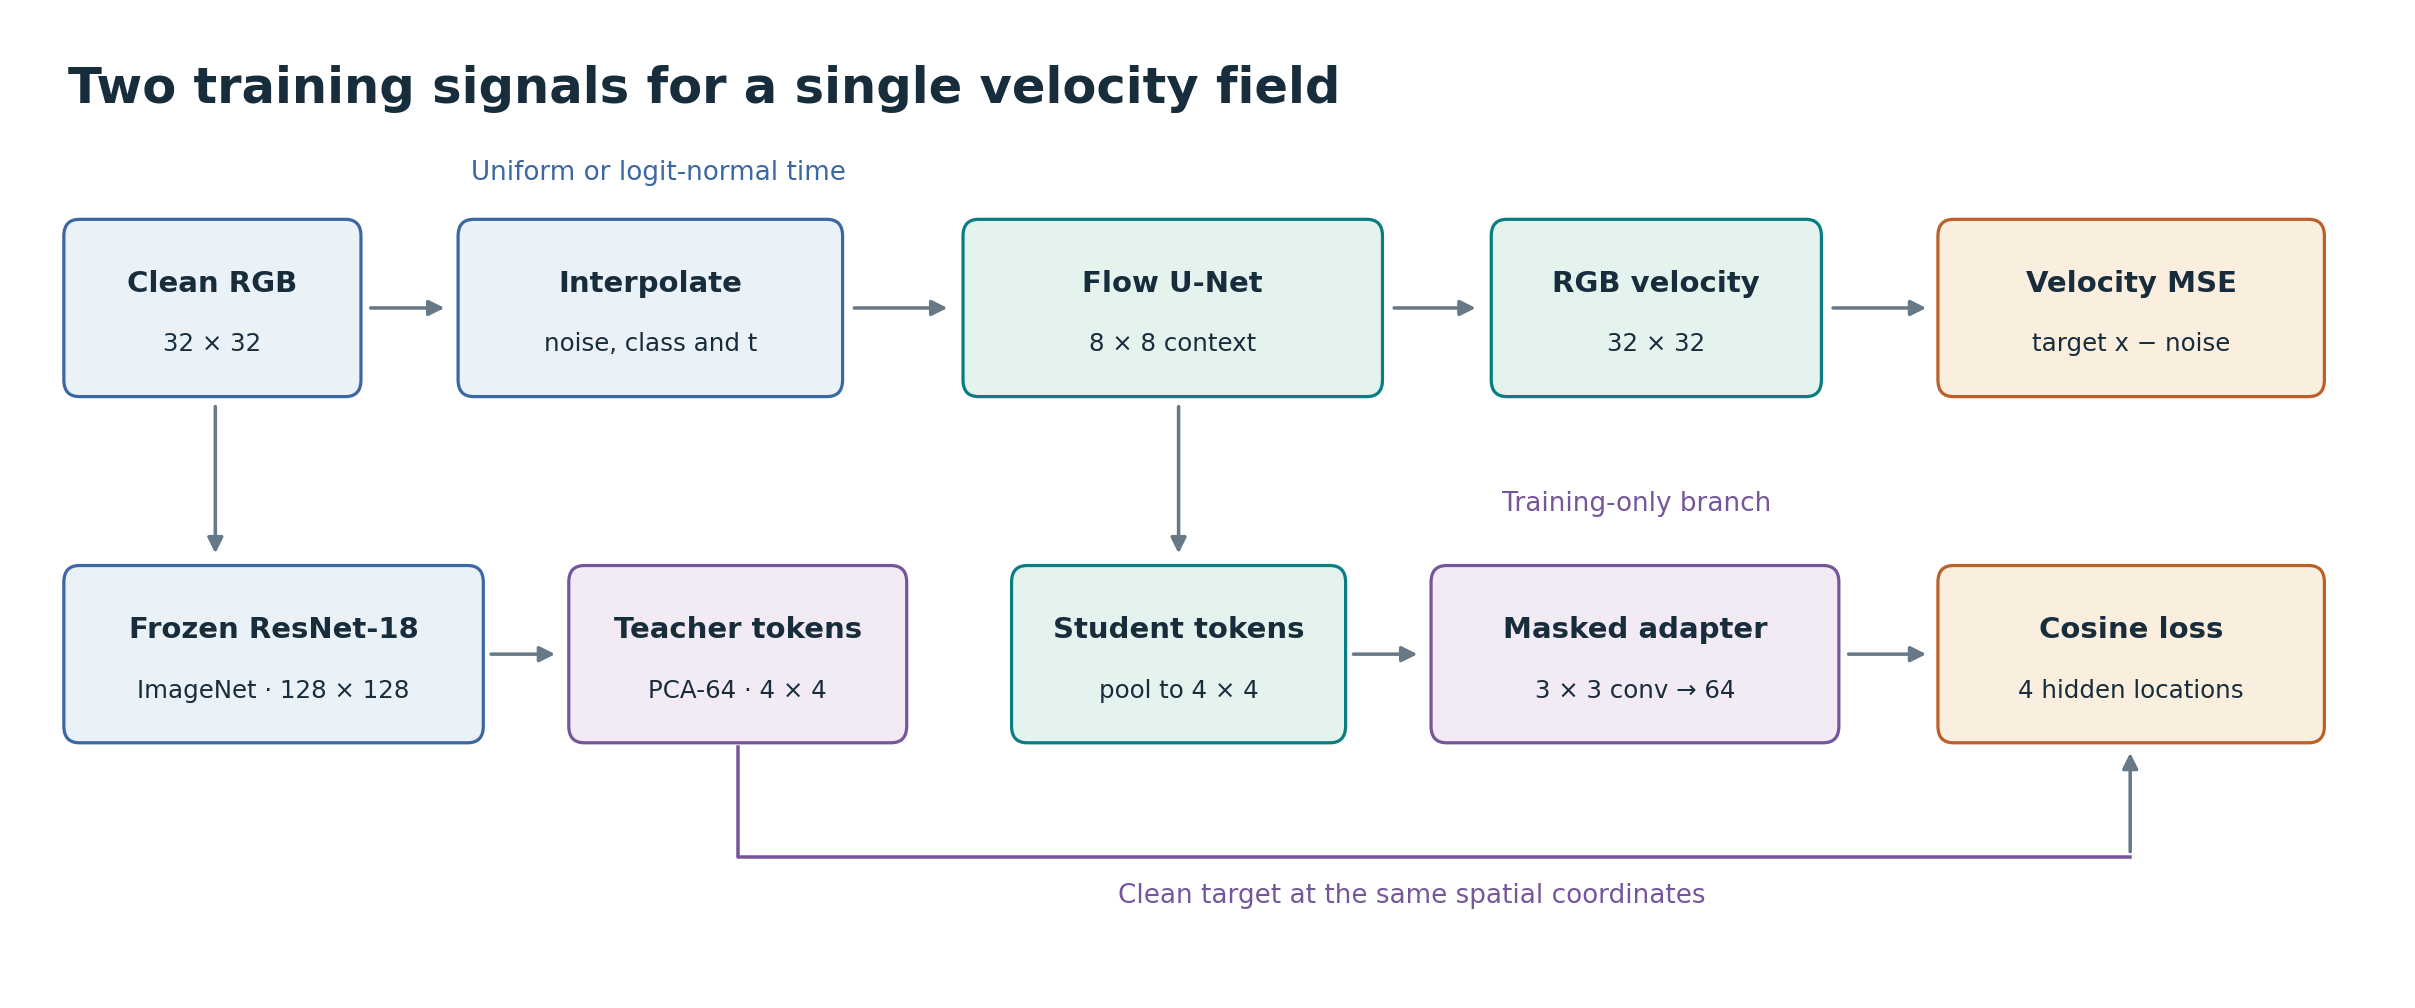 Two training signals for a single velocity field
Uniform or logit-normal time
Clean RGB
32 × 32
Interpolate
noise, class and t
Flow U-Net
8 × 8 context
RGB velocity
32 × 32
Velocity MSE
target x − noise
Training-only branch
Frozen ResNet-18
ImageNet · 128 × 128
Teacher tokens
PCA-64 · 4 × 4
Student tokens
pool to 4 × 4
Masked adapter
3 × 3 conv → 64
Cosine loss
4 hidden locations
Clean target at the same spatial coordinates